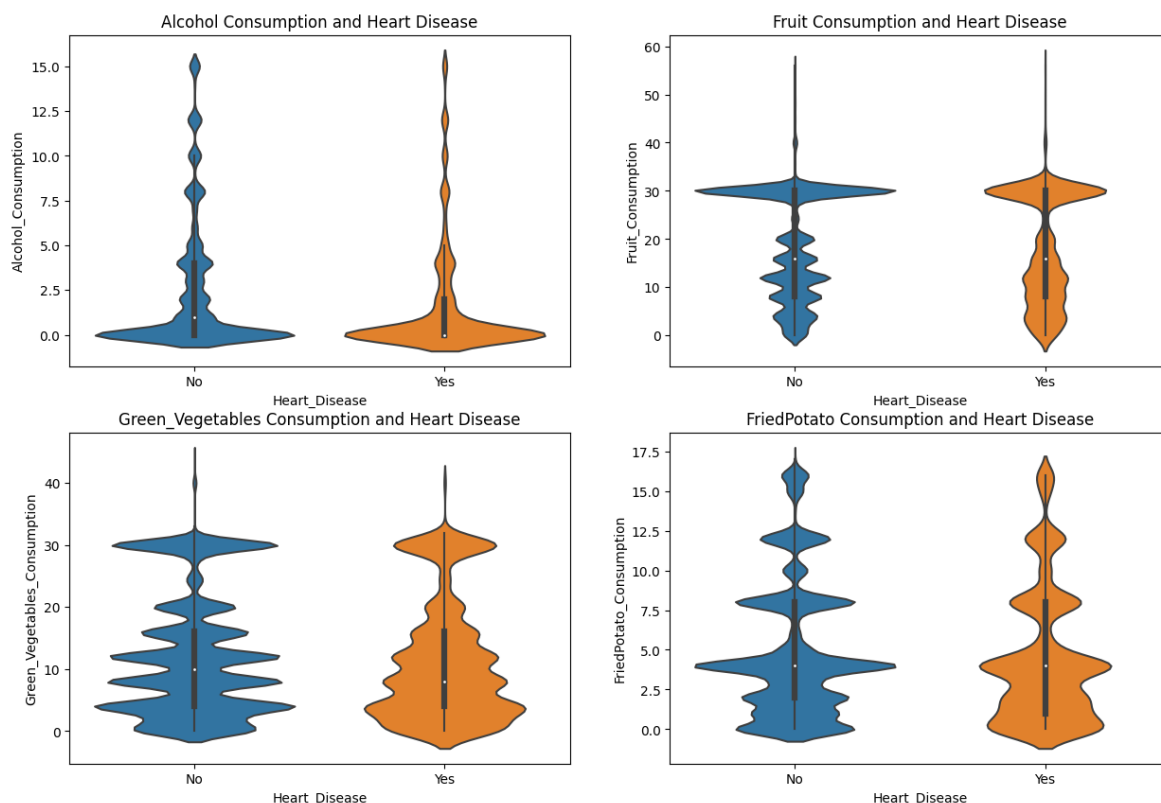 Alcohol Consumption and Heart Disease
15.0
12.5
10.0
7.5
5.0
2.5
0.0
Alcohol_Consumption
No
Yes
Heart_Disease
Fruit Consumption and Heart Disease
60
50
40
30
20
10
0
Fruit_Consumption
No
Yes
Heart_Disease
Green_Vegetables Consumption and Heart Disease
40
30
20
10
0
Green_Vegetables_Consumption
No
Yes
Heart_Disease
FriedPotato Consumption and Heart Disease
17.5
15.0
12.5
10.0
7.5
5.0
2.5
0.0
FriedPotato_Consumption
No
Yes
Heart_Disease